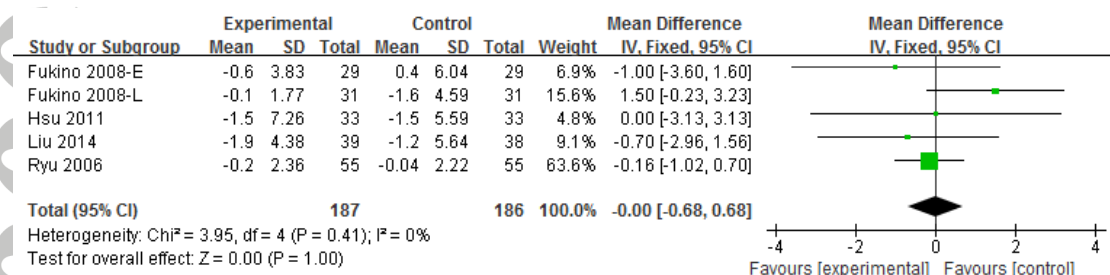 Experimental Control Mean Difference Mean Difference
Study or Subgroup Mean SD Total Mean SD Total Weight IV, Fixed, 95% CI IV, Fixed, 95% CI
Fukino 2008-E -0.6 3.83 29 0.4 6.04 29 6.9% -1.00 [-3.60, 1.60]
Fukino 2008-L -0.1 1.77 31 -1.6 4.59 31 15.6% 1.50 [-0.23, 3.23]
Hsu 2011 -1.5 7.26 33 -1.5 5.59 33 4.8% 0.00 [-3.13, 3.13]
Liu 2014 -1.9 4.38 39 -1.2 5.64 38 9.1% -0.70 [-2.96, 1.56]
Ryu 2006 -0.2 2.36 55 -0.04 2.22 55 63.6% -0.16 [-1.02, 0.70]
Total (95% CI) 187 186 100.0% -0.00 [-0.68, 0.68]
Heterogeneity: Chi² = 3.95, df = 4 (P = 0.41); I² = 0%
Test for overall effect: Z = 0.00 (P = 1.00)
-4 -2 0 2 4
Favours [experimental] Favours [control]